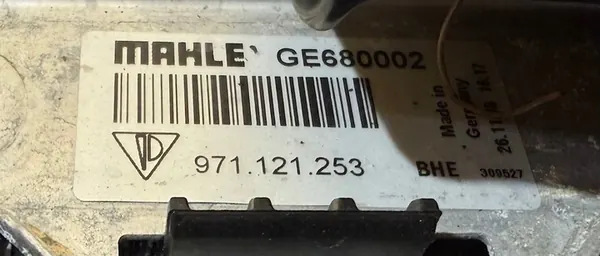 MAHLE GE680002
971.121.253
BHE 309527
Made in
Germany
26.11.18 14:17